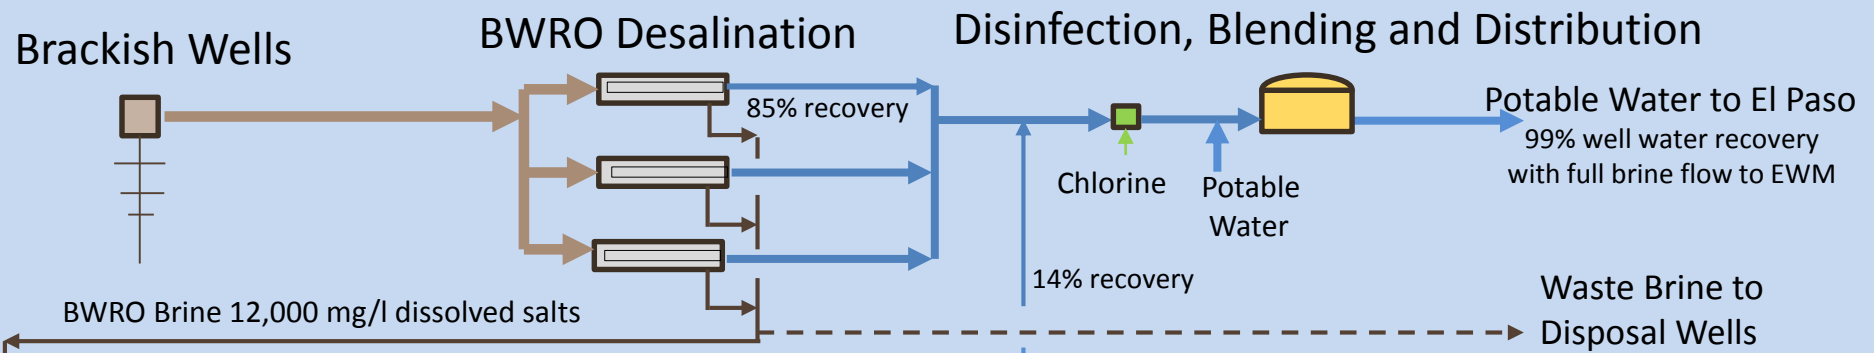 Brackish Wells
BWRO Desalination
Disinfection, Blending and Distribution
85% recovery
Potable Water to El Paso
99% well water recovery
with full brine flow to EWM
Chlorine
Potable
Water
14% recovery
BWRO Brine 12,000 mg/l dissolved salts
Waste Brine to
Disposal Wells